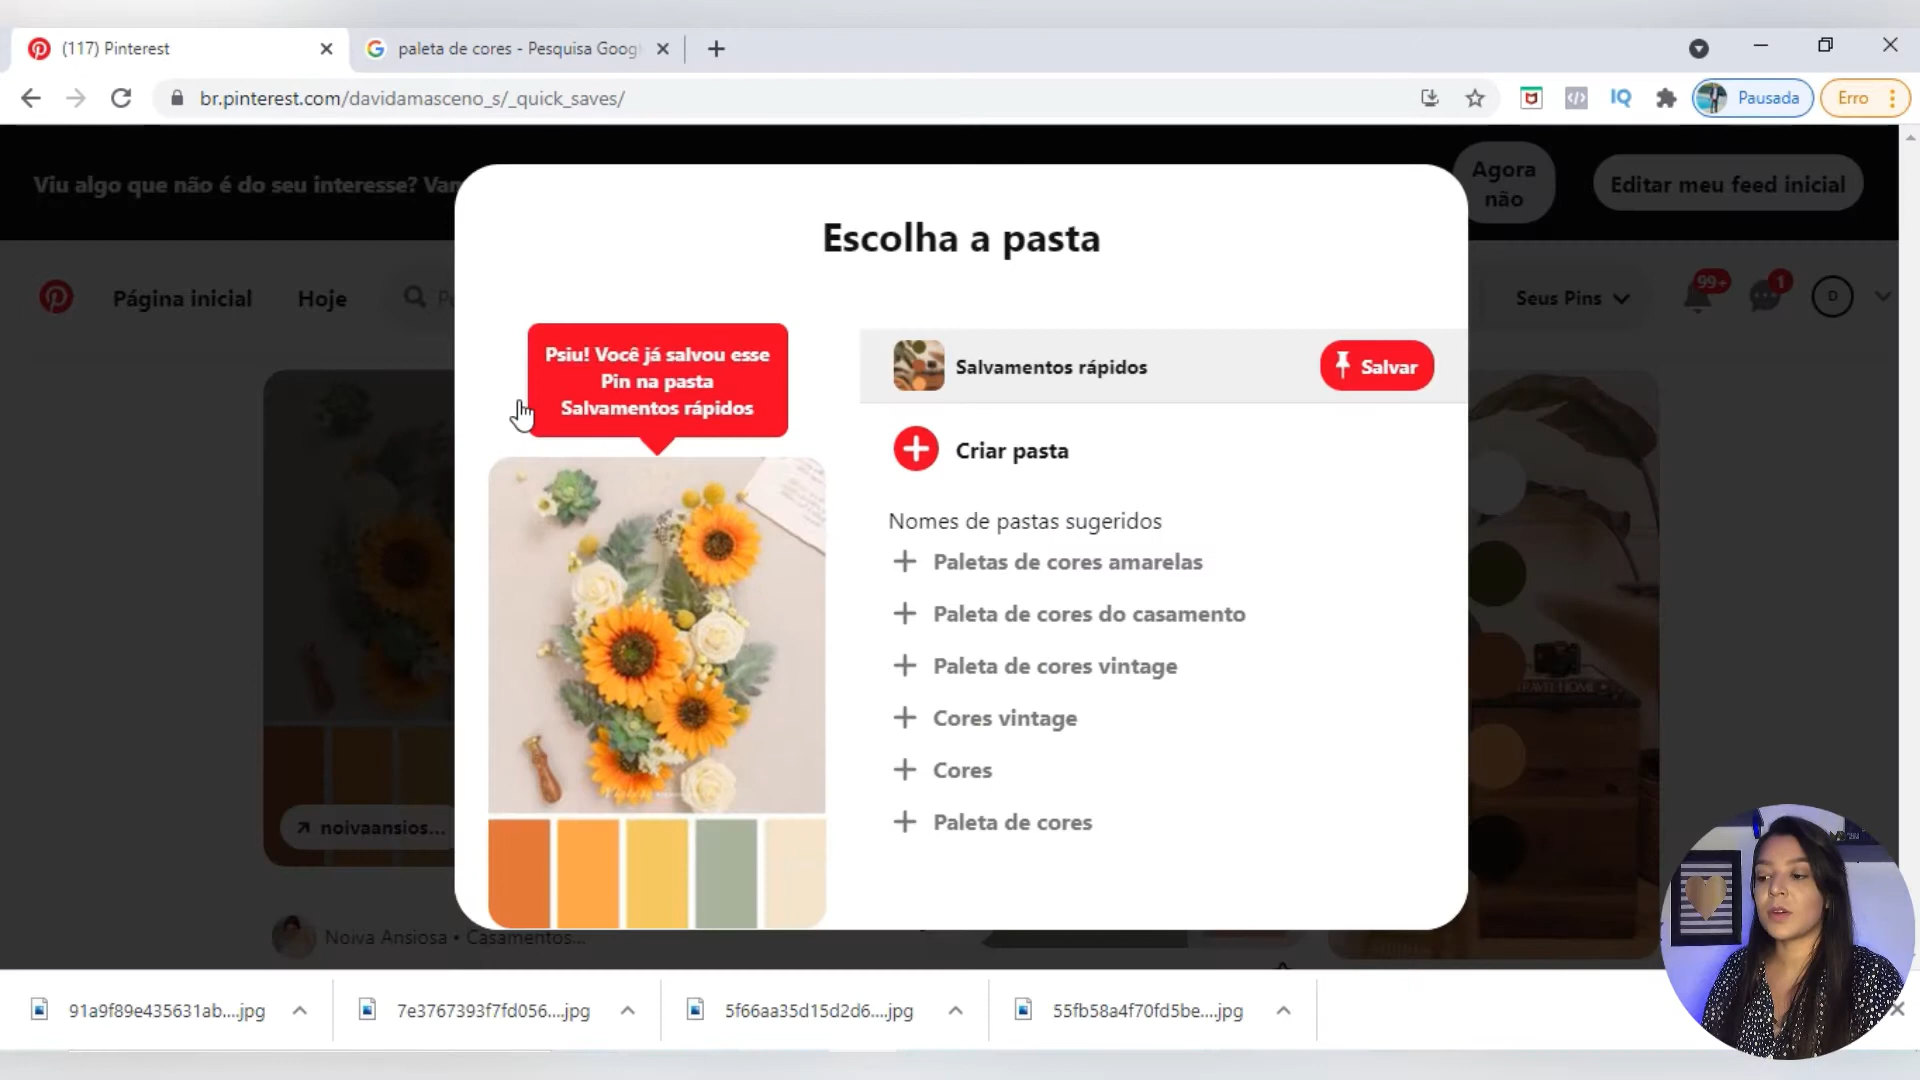 (117) Pinterest
paleta de cores - Pesquisa Goog
br.pinterest.com/davidamasceno_s/_quick_saves/
IQ
Pausada
Erro
Viu algo que não é do seu interesse? Van
Agora
não
Editar meu feed inicial
Escolha a pasta
Página inicial
Hoje
Seus Pins
99+
1
D
Psiu! Você já salvou esse
Pin na pasta
Salvamentos rápidos
Salvamentos rápidos
Salvar
Criar pasta
Nomes de pastas sugeridos
Paletas de cores amarelas
Paleta de cores do casamento
Paleta de cores vintage
Cores vintage
Cores
Paleta de cores
TRAVEL HOME
noivaansios...
Noiva Ansiosa • Casamentos...
91a9f89e435631ab....jpg
7e3767393f7fd056....jpg
5f66aa35d15d2d6....jpg
55fb58a4f70fd5be....jpg